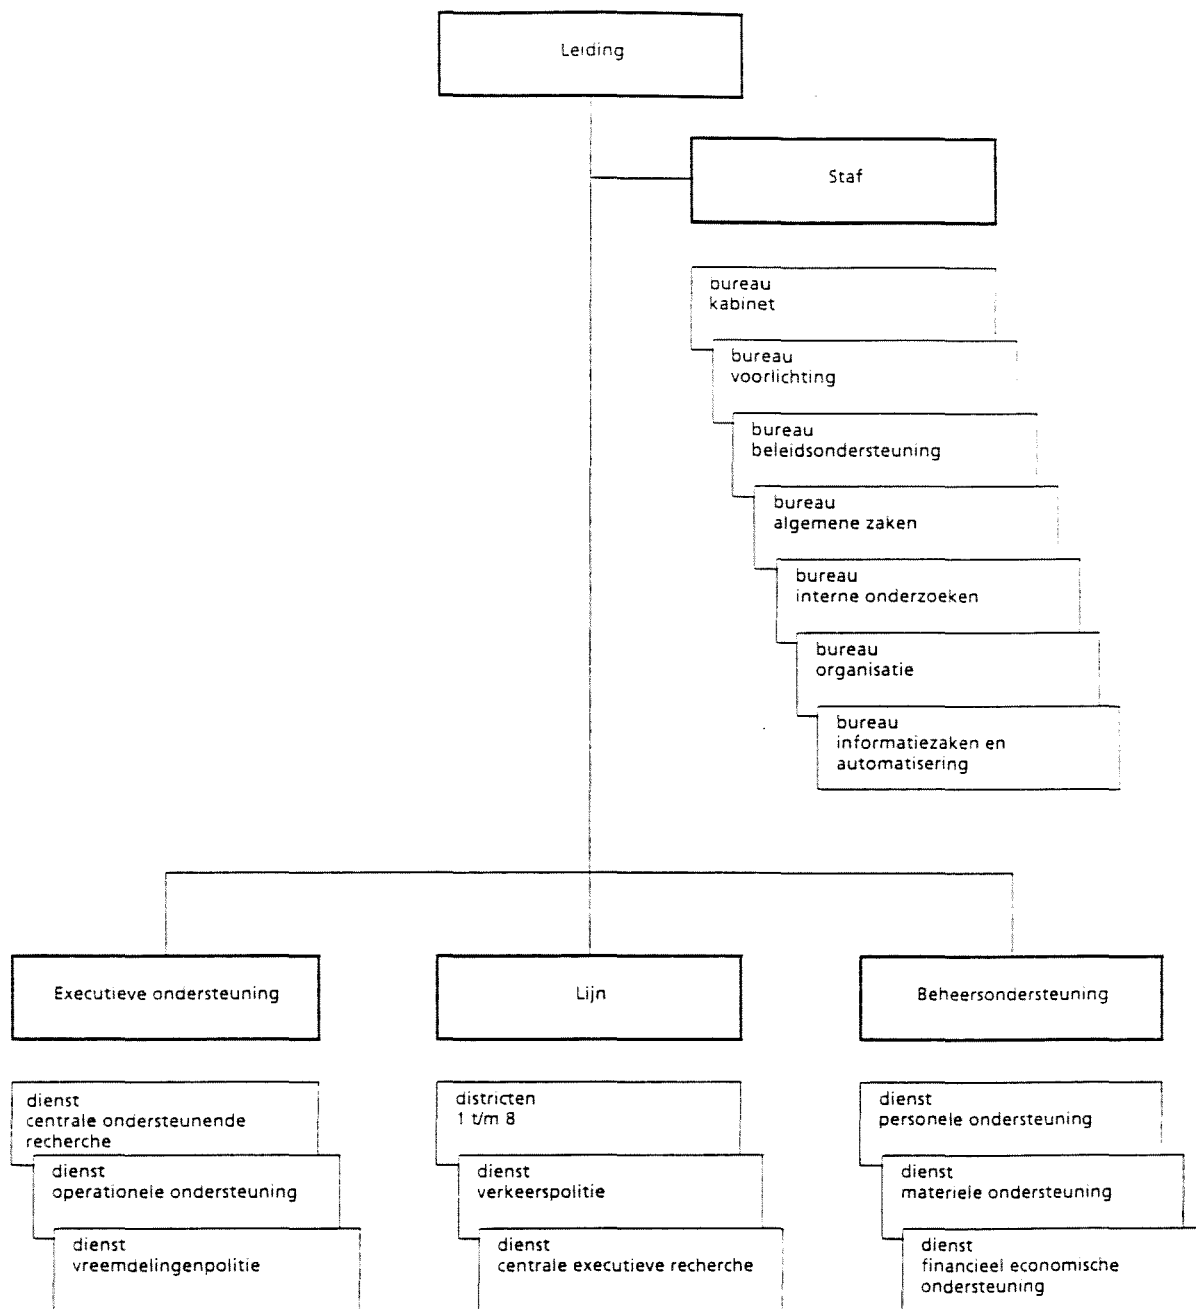 Leiding
Staf
bureau
kabinet
bureau
voorlichting
bureau
beleidsondersteuning
bureau
algemene zaken
bureau
interne onderzoeken
bureau
organisatie
bureau
informatiezaken en
automatisering
Executieve ondersteuning
dienst
centrale ondersteunende
recherche
dienst
operationele ondersteuning
dienst
vreemdelingenpolitie
Lijn
districten
1 t/m 8
dienst
verkeerspolitie
dienst
centrale executieve recherche
Beheersondersteuning
dienst
personele ondersteuning
dienst
materiele ondersteuning
dienst
financieel economische
ondersteuning